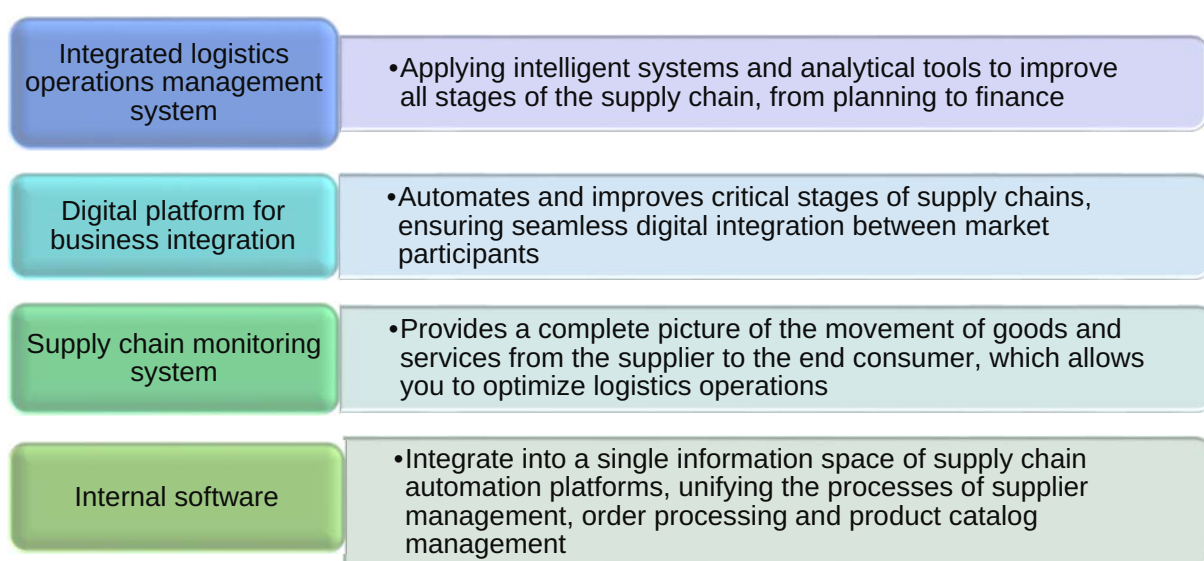 Integrated logistics
operations management
system
•Applying intelligent systems and analytical tools to improve
all stages of the supply chain, from planning to finance
Digital platform for
business integration
•Automates and improves critical stages of supply chains,
ensuring seamless digital integration between market
participants
Supply chain monitoring
system
•Provides a complete picture of the movement of goods and
services from the supplier to the end consumer, which allows
you to optimize logistics operations
Internal software
•Integrate into a single information space of supply chain
automation platforms, unifying the processes of supplier
management, order processing and product catalog
management